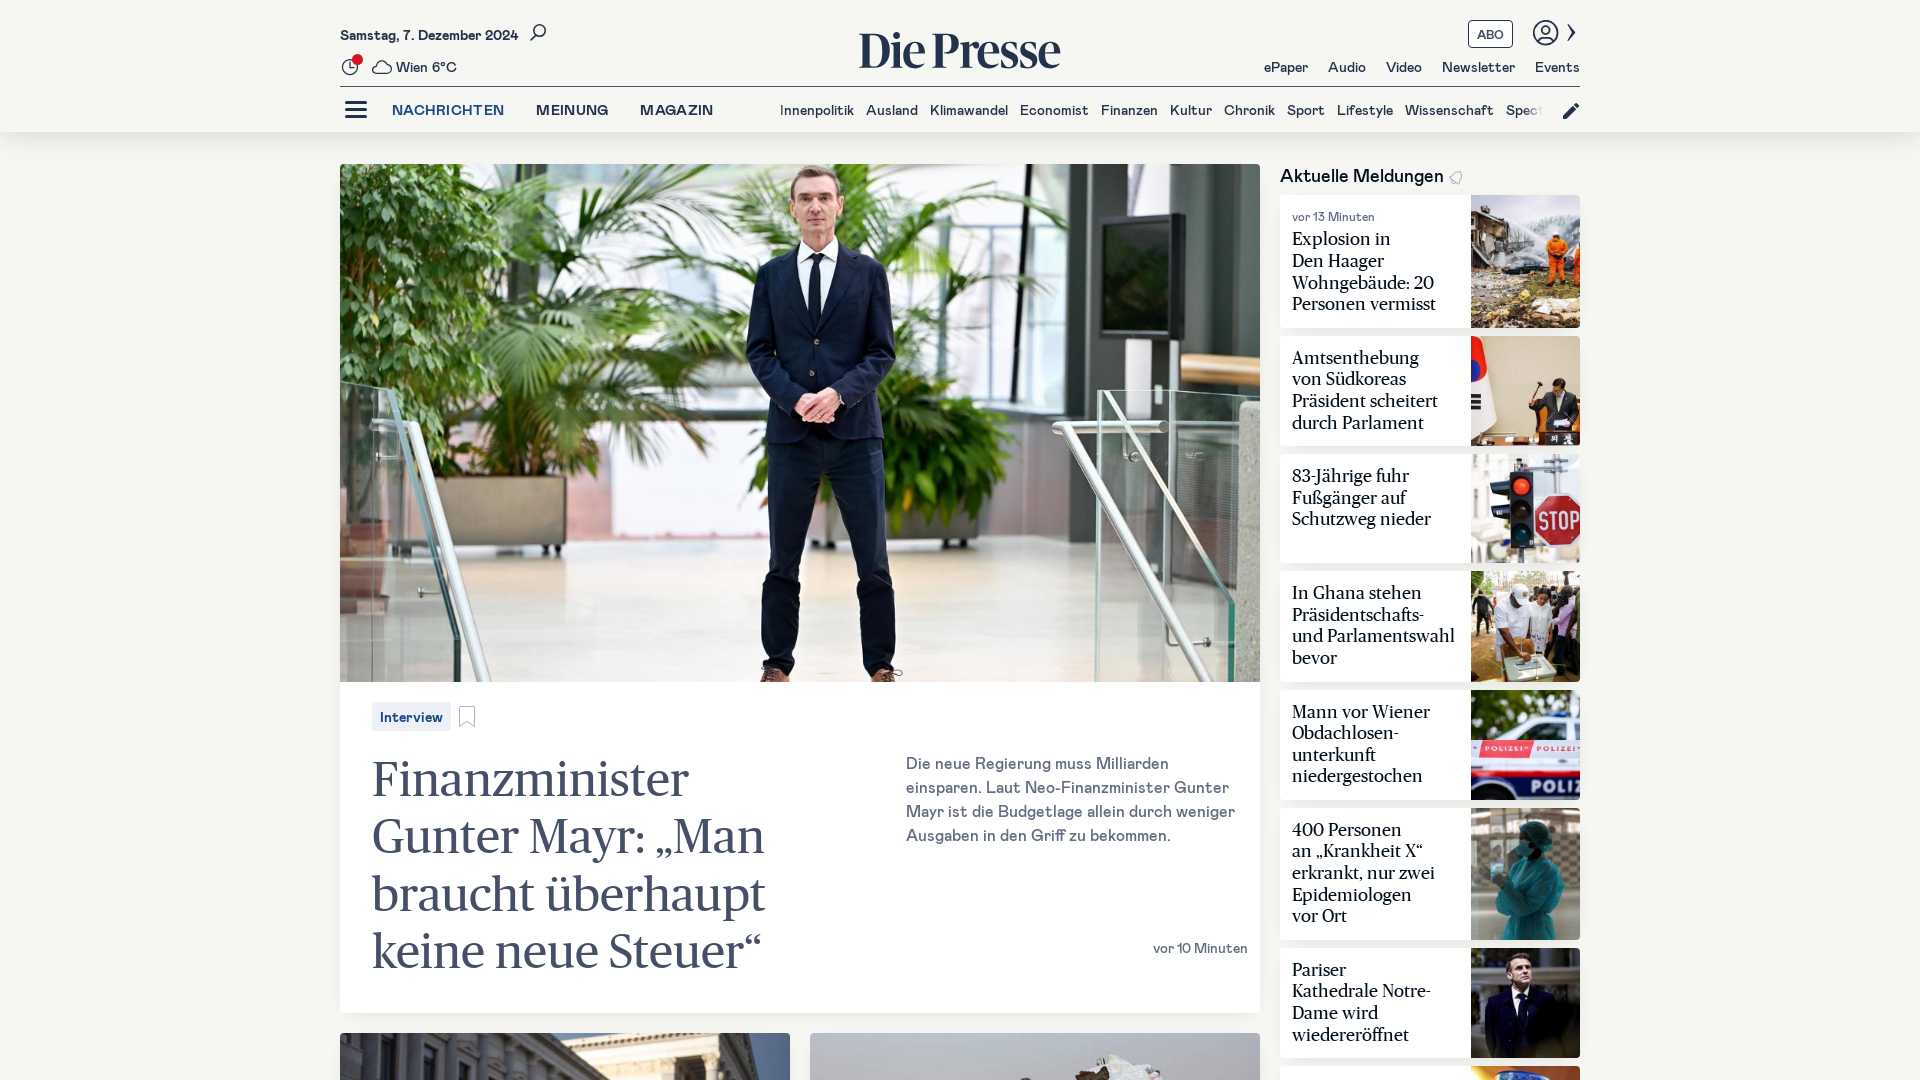 Samstag, 7. Dezember 2024
Die Presse
ABO
Wien 6°C
ePaper Audio Video Newsletter Events
NACHRICHTEN MEINUNG MAGAZIN
Innenpolitik Ausland Klimawandel Economist Finanzen Kultur Chronik Sport Lifestyle Wissenschaft Spect
Interview
Finanzminister
Gunter Mayr: „Man
braucht überhaupt
keine neue Steuer“
Die neue Regierung muss Milliarden
einsparen. Laut Neo-Finanzminister Gunter
Mayr ist die Budgetlage allein durch weniger
Ausgaben in den Griff zu bekommen.
vor 10 Minuten
Aktuelle Meldungen
vor 13 Minuten
Explosion in
Den Haager
Wohngebäude: 20
Personen vermisst
Amtsenthebung
von Südkoreas
Präsident scheitert
durch Parlament
83-Jährige fuhr
Fußgänger auf
Schutzweg nieder
STOP
In Ghana stehen
Präsidentschafts-
und Parlamentswahl
bevor
Mann vor Wiener
Obdachlosen-
unterkunft
niedergestochen
POLIZEI POLIZEI
POLIZ
400 Personen
an „Krankheit X“
erkrankt, nur zwei
Epidemiologen
vor Ort
Pariser
Kathedrale Notre-
Dame wird
wiedereröffnet